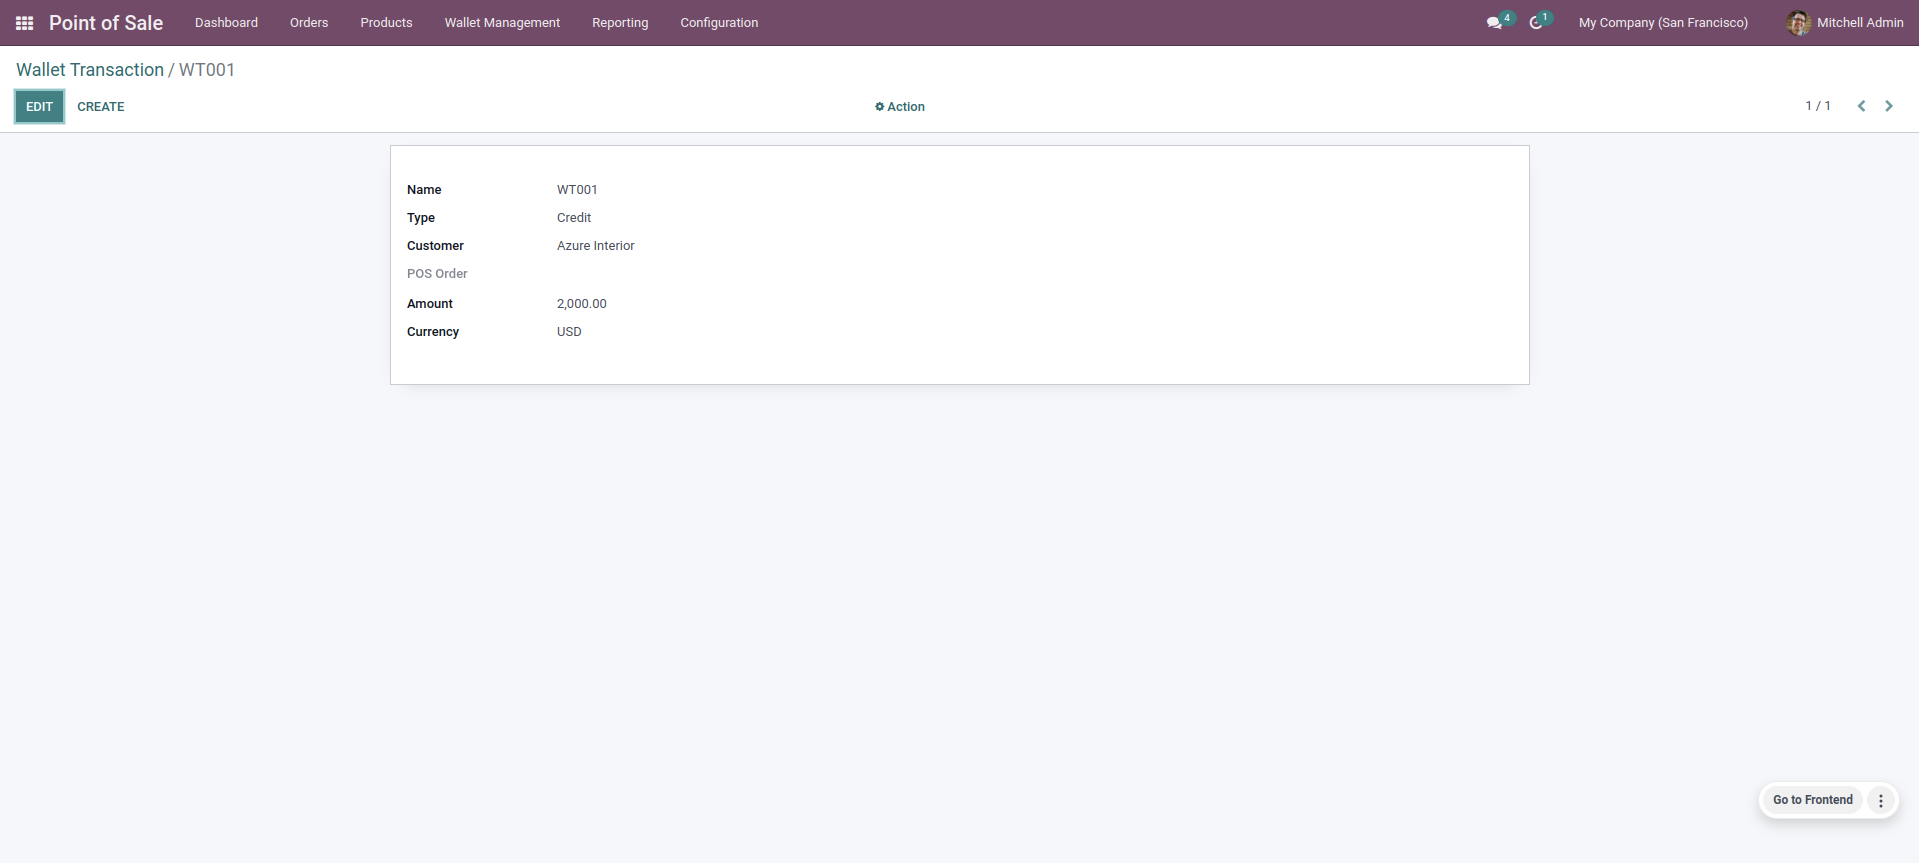 Point of Sale Dashboard Orders Products Wallet Management Reporting Configuration 4 1 My Company (San Francisco) Mitchell Admin
Wallet Transaction / WT001
EDIT CREATE Action 1 / 1
Name WT001
Type Credit
Customer Azure Interior
POS Order
Amount 2,000.00
Currency USD
Go to Frontend